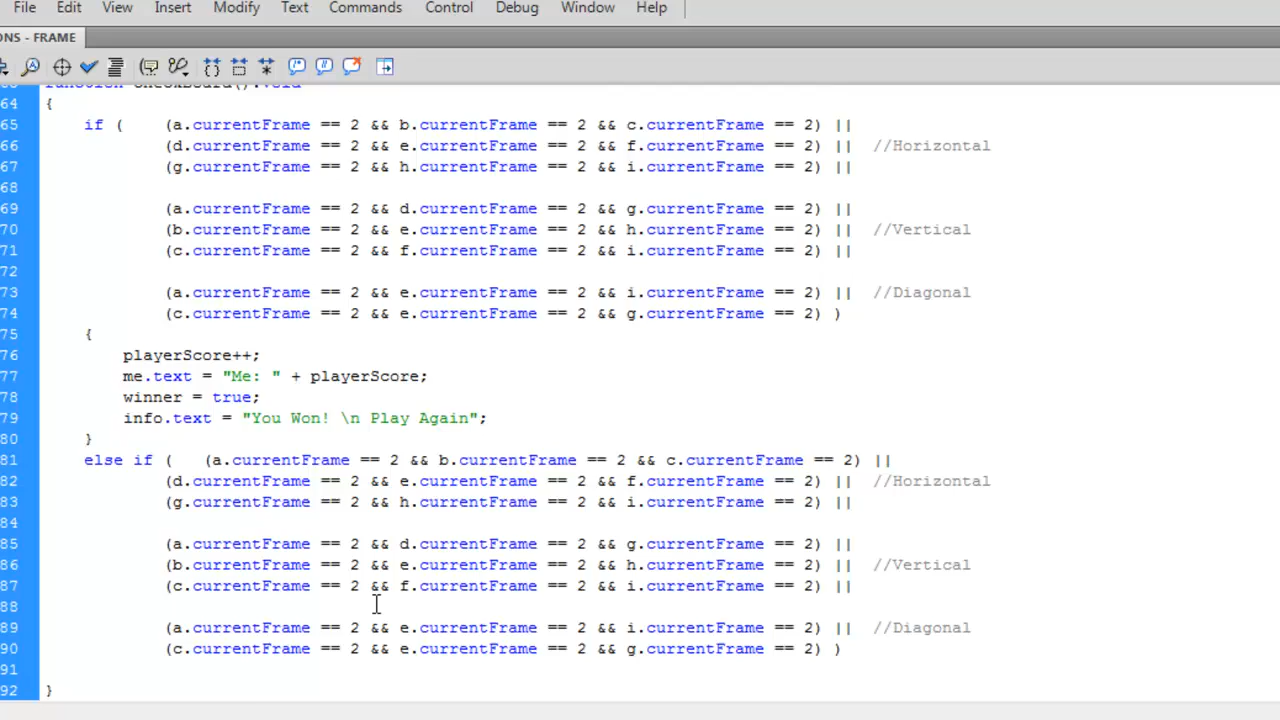 File Edit View Insert Modify Text Commands Control Debug Window Help
ONS - FRAME
64 {
65 if ( (a.currentFrame == 2 && b.currentFrame == 2 && c.currentFrame == 2) ||
66 (d.currentFrame == 2 && e.currentFrame == 2 && f.currentFrame == 2) || //Horizontal
67 (g.currentFrame == 2 && h.currentFrame == 2 && i.currentFrame == 2) ||
68
69 (a.currentFrame == 2 && d.currentFrame == 2 && g.currentFrame == 2) ||
70 (b.currentFrame == 2 && e.currentFrame == 2 && h.currentFrame == 2) || //Vertical
71 (c.currentFrame == 2 && f.currentFrame == 2 && i.currentFrame == 2) ||
72
73 (a.currentFrame == 2 && e.currentFrame == 2 && i.currentFrame == 2) || //Diagonal
74 (c.currentFrame == 2 && e.currentFrame == 2 && g.currentFrame == 2) )
75 {
76 playerScore++;
77 me.text = "Me: " + playerScore;
78 winner = true;
79 info.text = "You Won! \n Play Again";
80 }
81 else if ( (a.currentFrame == 2 && b.currentFrame == 2 && c.currentFrame == 2) ||
82 (d.currentFrame == 2 && e.currentFrame == 2 && f.currentFrame == 2) || //Horizontal
83 (g.currentFrame == 2 && h.currentFrame == 2 && i.currentFrame == 2) ||
84
85 (a.currentFrame == 2 && d.currentFrame == 2 && g.currentFrame == 2) ||
86 (b.currentFrame == 2 && e.currentFrame == 2 && h.currentFrame == 2) || //Vertical
87 (c.currentFrame == 2 && f.currentFrame == 2 && i.currentFrame == 2) ||
88
89 (a.currentFrame == 2 && e.currentFrame == 2 && i.currentFrame == 2) || //Diagonal
90 (c.currentFrame == 2 && e.currentFrame == 2 && g.currentFrame == 2) )
91
92 }